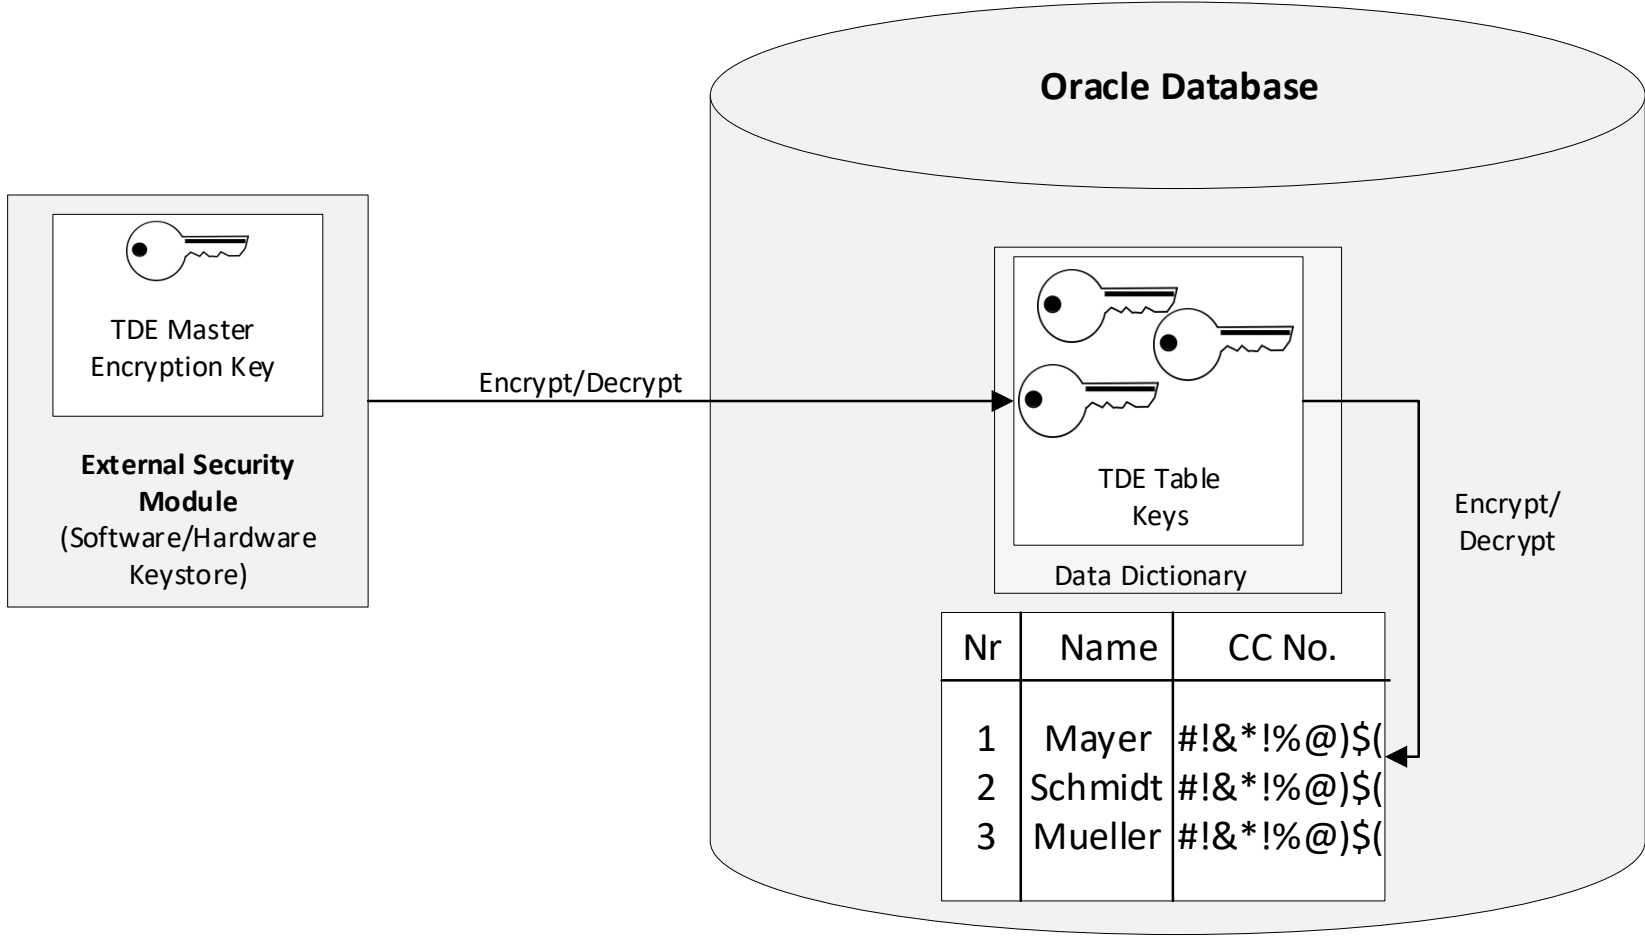 Oracle Database
TDE Master
Encryption Key
External Security
Module
(Software/Hardware
Keystore)
Encrypt/Decrypt
TDE Table
Keys
Data Dictionary
Encrypt/
Decrypt
Nr Name CC No.
1 Mayer #!&*!%@)$(
2 Schmidt #!&*!%@)$(
3 Mueller #!&*!%@)$(